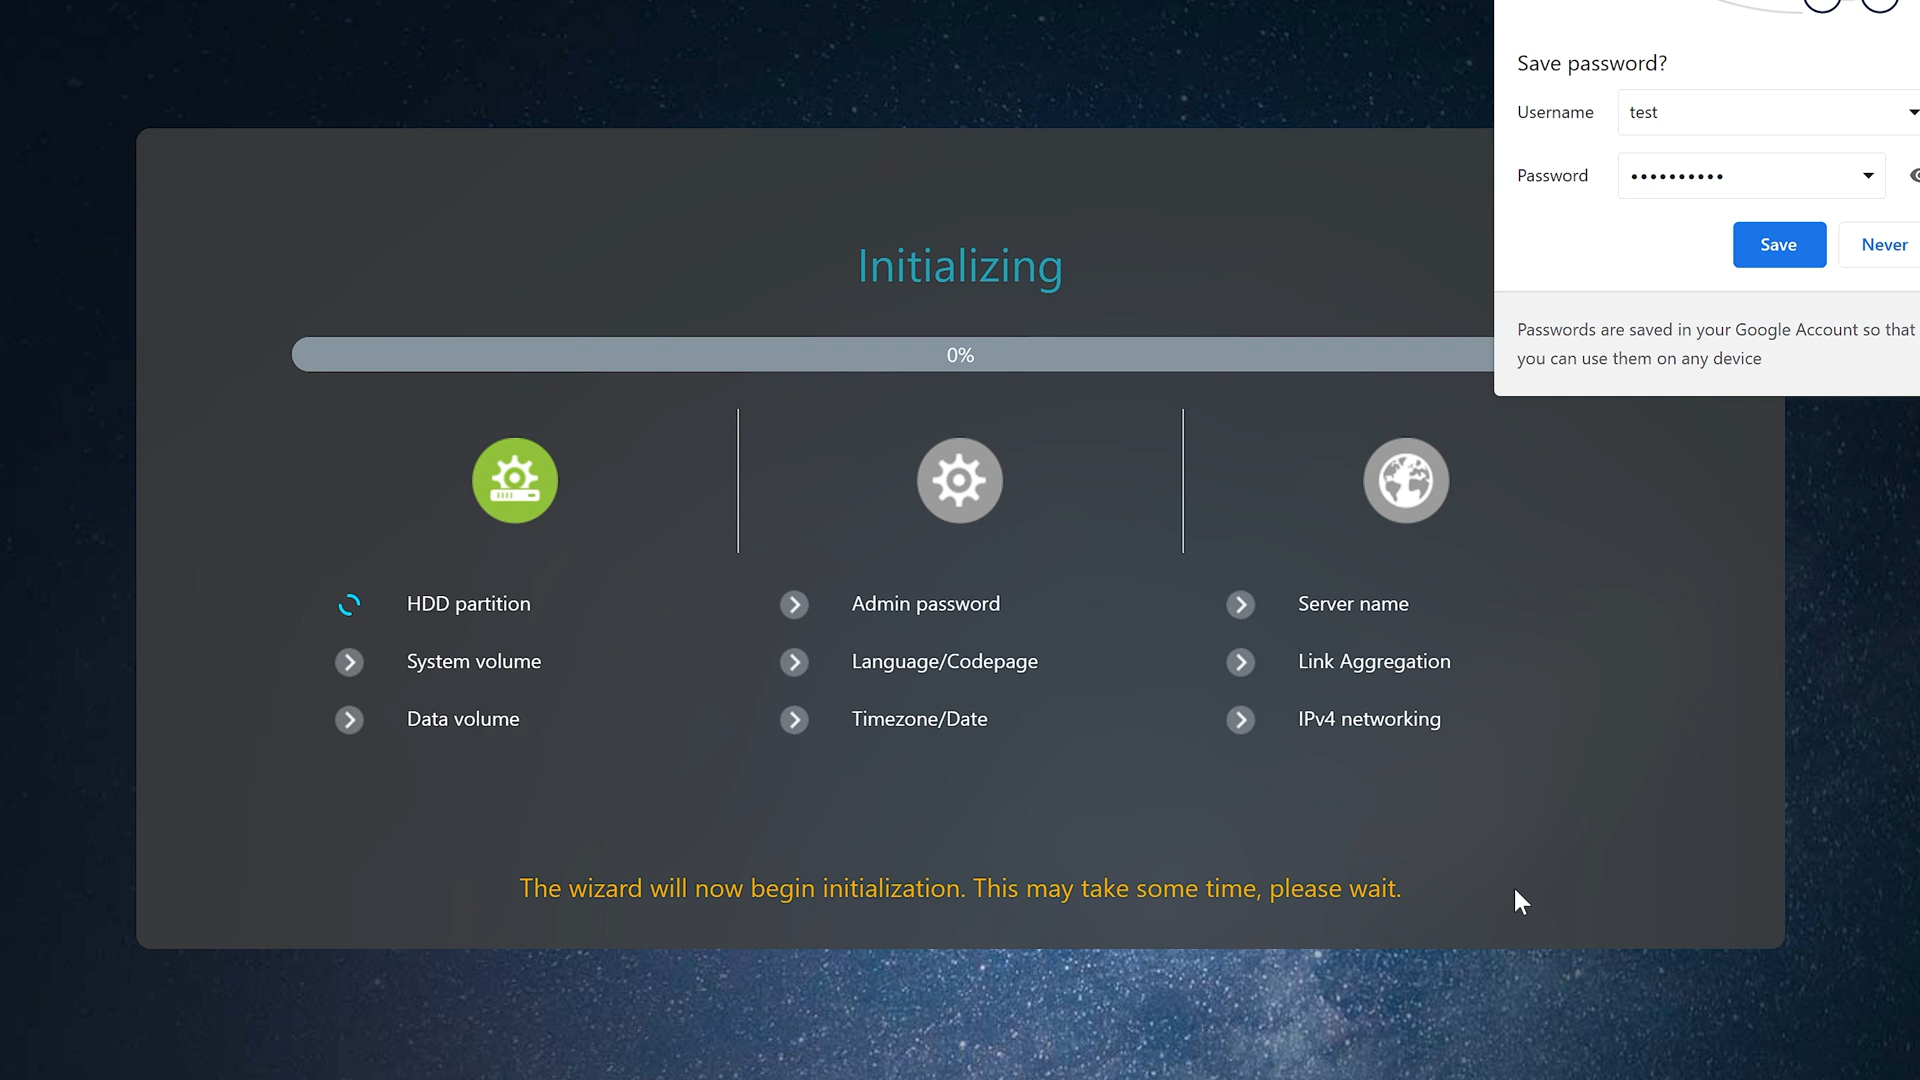 Save password?
Username
test
Password
••••••••••
Save
Never
Passwords are saved in your Google Account so that
you can use them on any device
Initializing
0%
HDD partition
System volume
Data volume
Admin password
Language/Codepage
Timezone/Date
Server name
Link Aggregation
IPv4 networking
The wizard will now begin initialization. This may take some time, please wait.